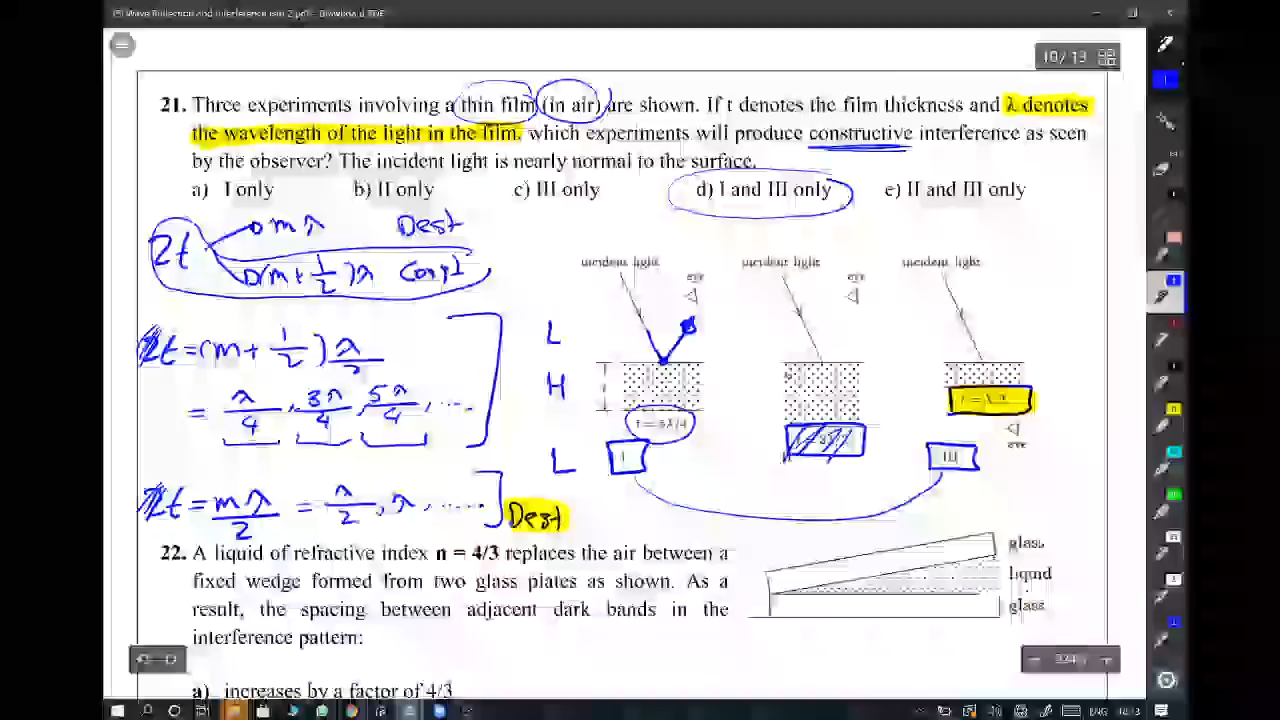 10/13
21. Three experiments involving a thin film (in air) are shown. If t denotes the film thickness and λ denotes
the wavelength of the light in the film, which experiments will produce constructive interference as seen
by the observer? The incident light is nearly normal to the surface.
a) I only b) II only c) III only d) I and III only e) II and III only
2t
mλ Dest
(m+1/2)λ
incident light eye incident light eye incident light
2t=(m+1/2)λ/2
= λ/4, 3λ/4, 5λ/4, ....
L
H
L
I
III
eye
2t=mλ/2 = λ/2, λ, ..... Dest
22. A liquid of refractive index n = 4/3 replaces the air between a
fixed wedge formed from two glass plates as shown. As a
result, the spacing between adjacent dark bands in the
interference pattern:
glass
liquid
glass
a) increases by a factor of 4/3